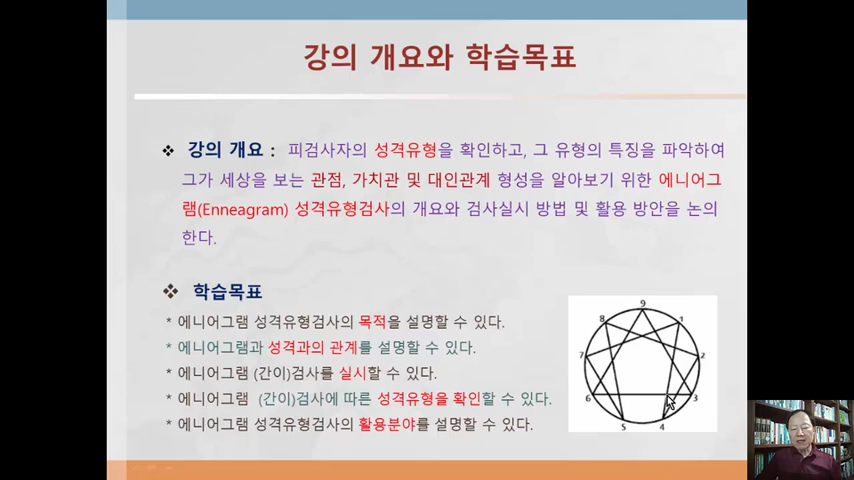 강의 개요와 학습목표
❖ 강의 개요 : 피검사자의 성격유형을 확인하고, 그 유형의 특징을 파악하여
그가 세상을 보는 관점, 가치관 및 대인관계 형성을 알아보기 위한 에니어그
램(Enneagram) 성격유형검사의 개요와 검사실시 방법 및 활용 방안을 논의
한다.
❖ 학습목표
* 에니어그램 성격유형검사의 목적을 설명할 수 있다.
* 에니어그램과 성격과의 관계를 설명할 수 있다.
* 에니어그램 (간이)검사를 실시할 수 있다.
* 에니어그램 (간이)검사에 따른 성격유형을 확인할 수 있다.
* 에니어그램 성격유형검사의 활용분야를 설명할 수 있다.
9
8 1
7 2
6 3
5 4